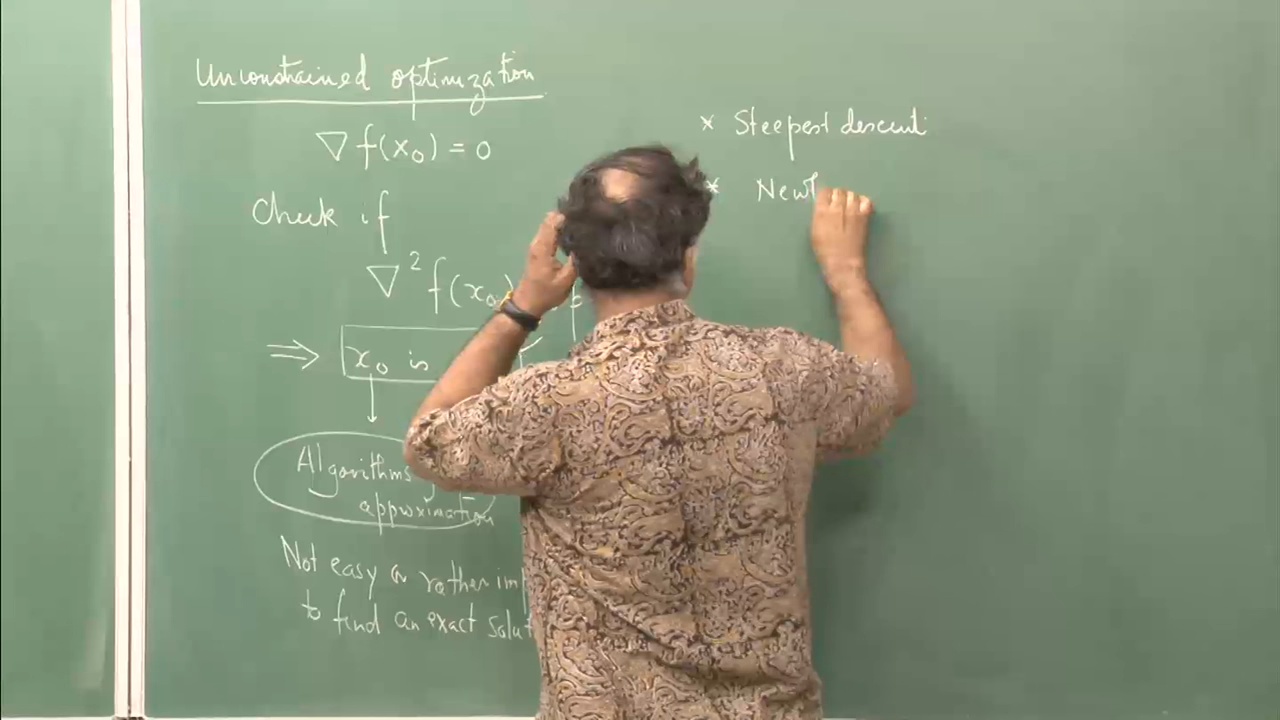 Unconstrained optimization
∇f(x₀) = 0
Check if
∇²f(x₀)
⇒ x₀ is
Algorithms
approximation
Not easy or rather imp
to find an exact solut
* Steepest descent
* Newt